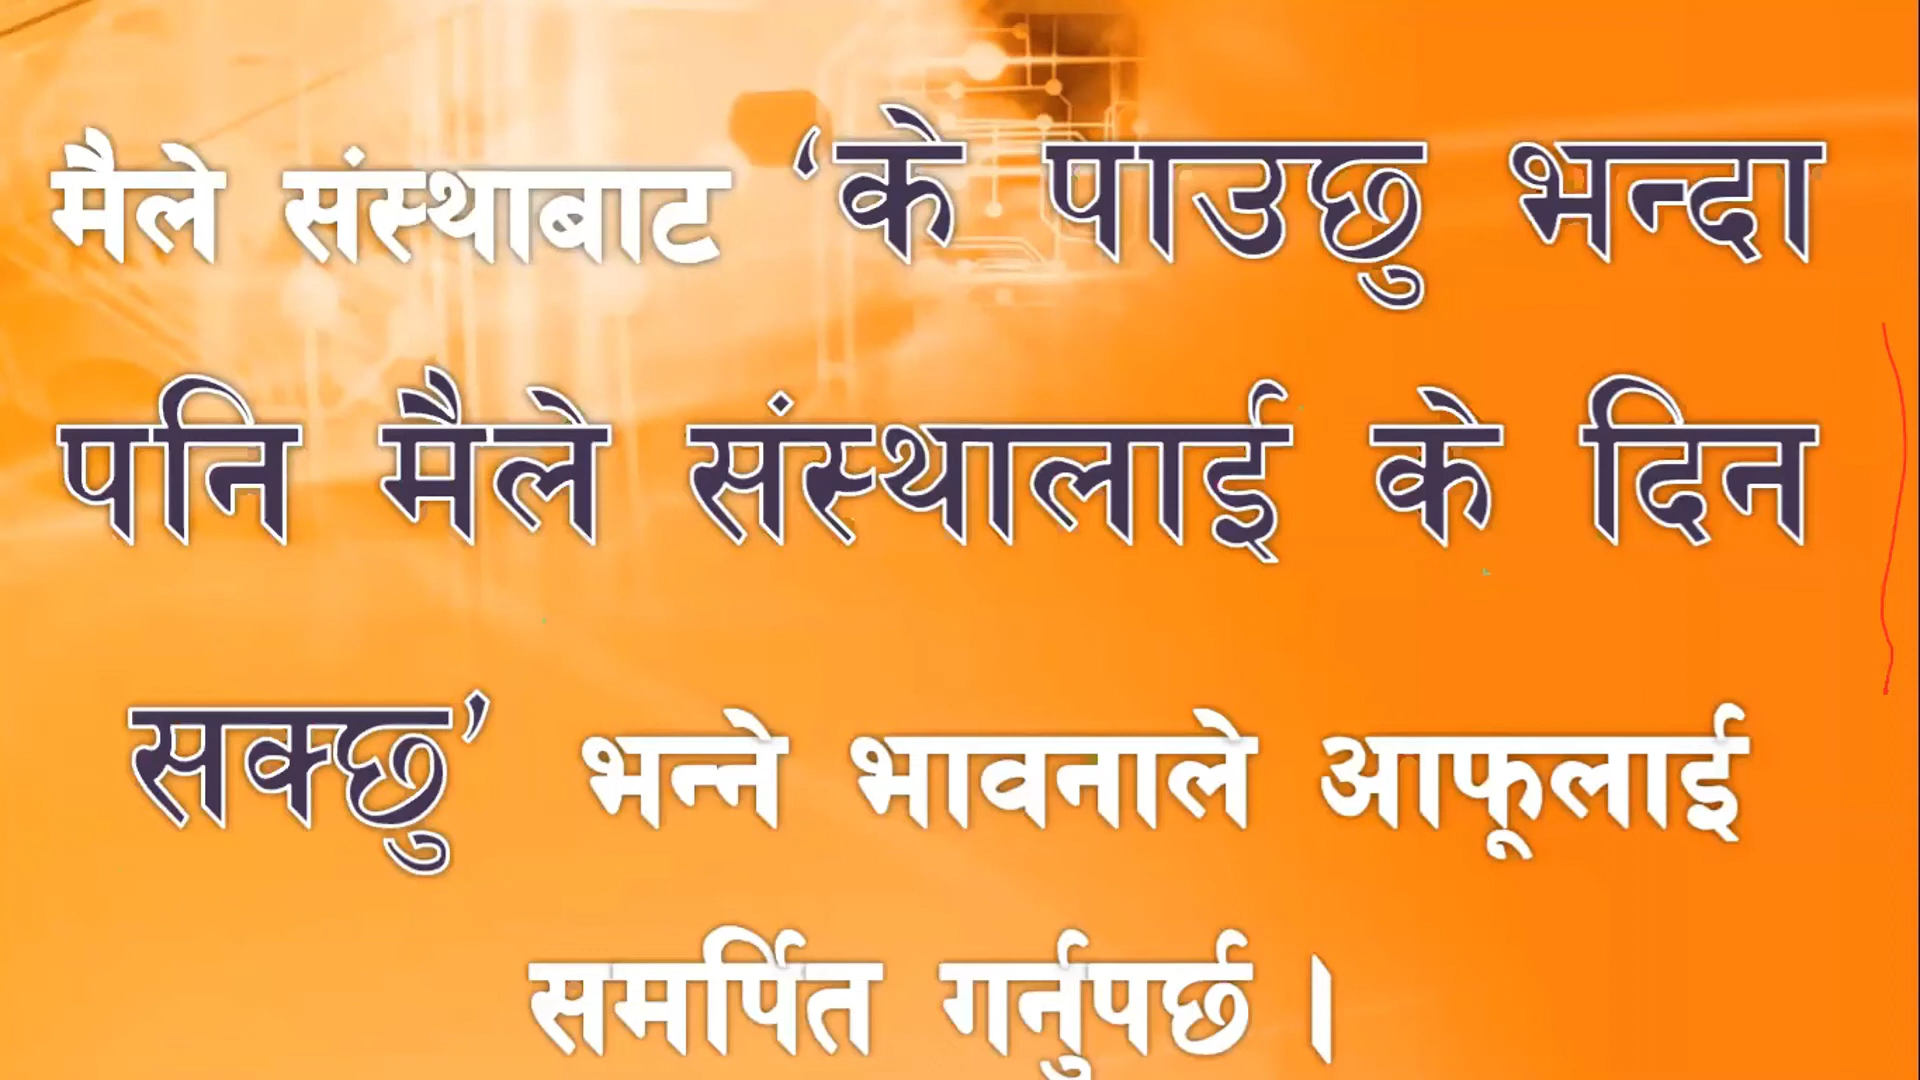 मैले संस्थाबाट ‘के पाउछु भन्दा
पनि मैले संस्थालाई के दिन
सक्छु’ भन्ने भावनाले आफूलाई
समर्पित गर्नुपर्छ ।